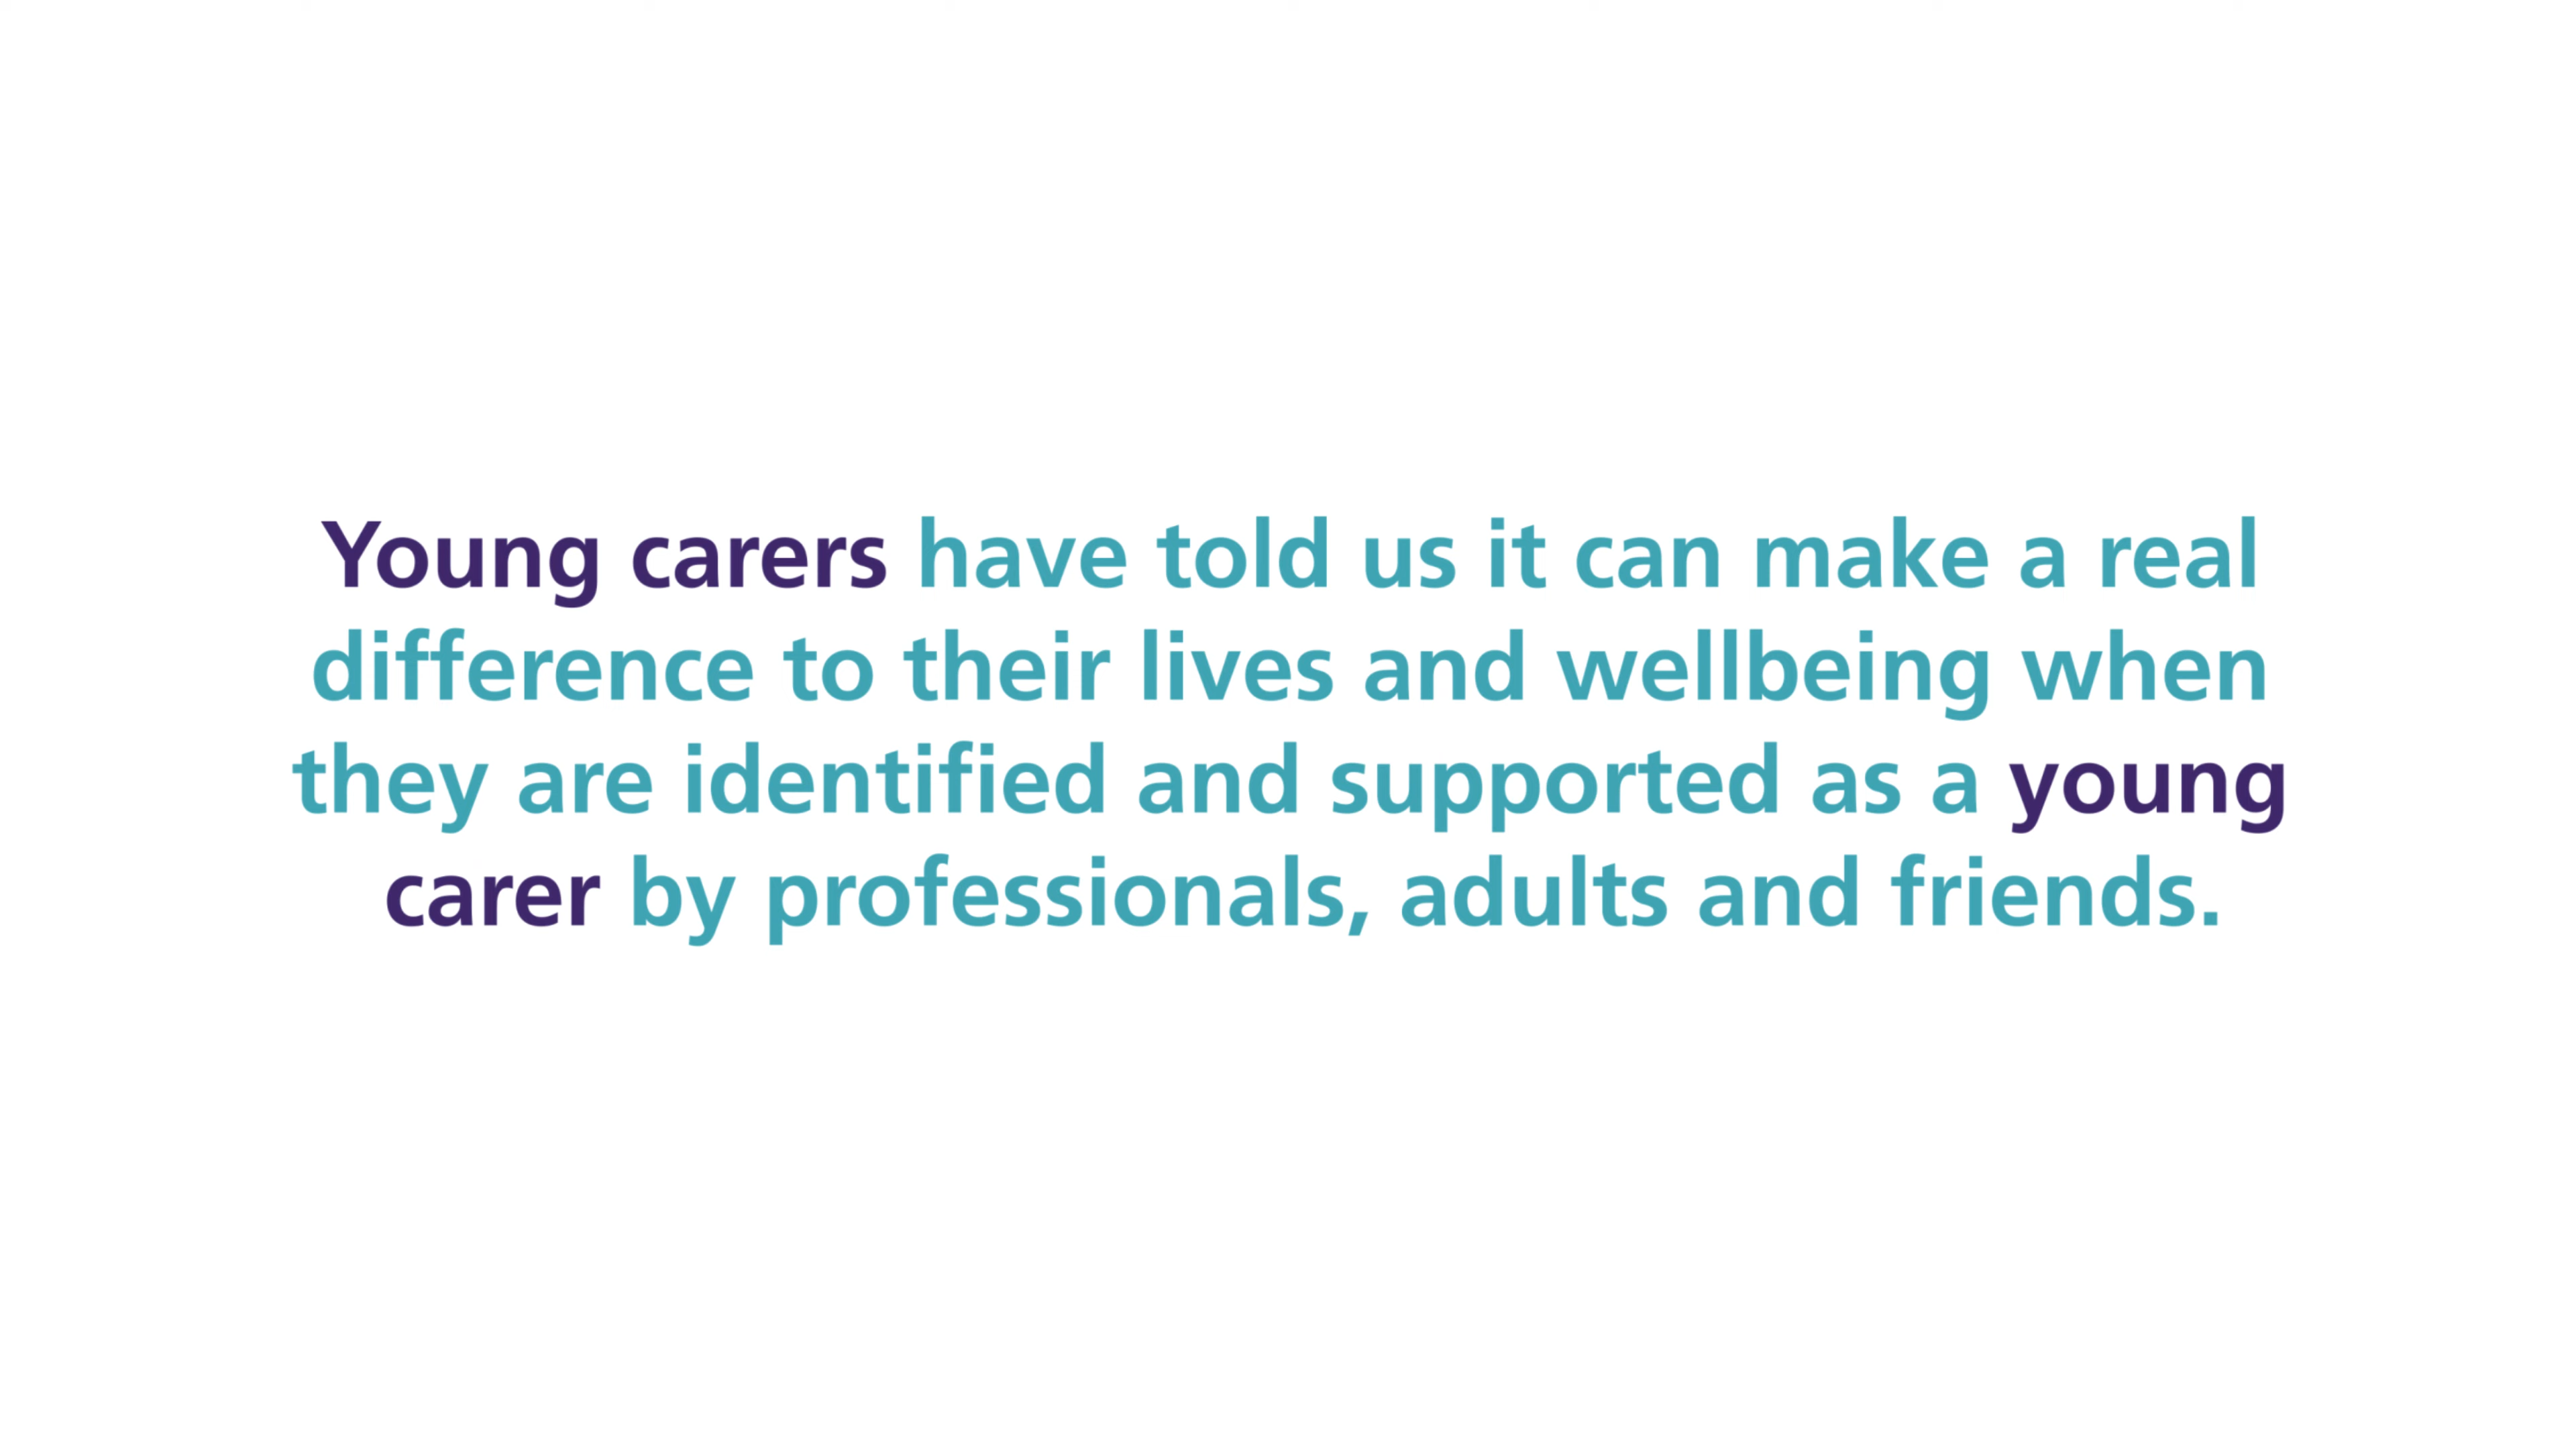 Young carers have told us it can make a real
difference to their lives and wellbeing when
they are identified and supported as a young
carer by professionals, adults and friends.